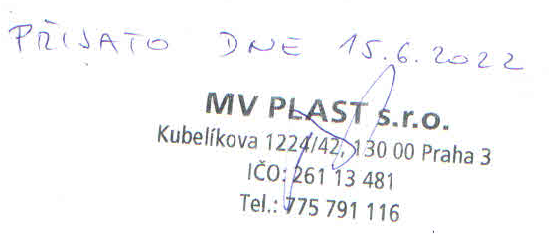 PŘIJATO DNE 15.6.2022
MV PLAST s.r.o.
Kubelíkova 1224/42, 130 00 Praha 3
IČO: 261 13 481
Tel.: 775 791 116